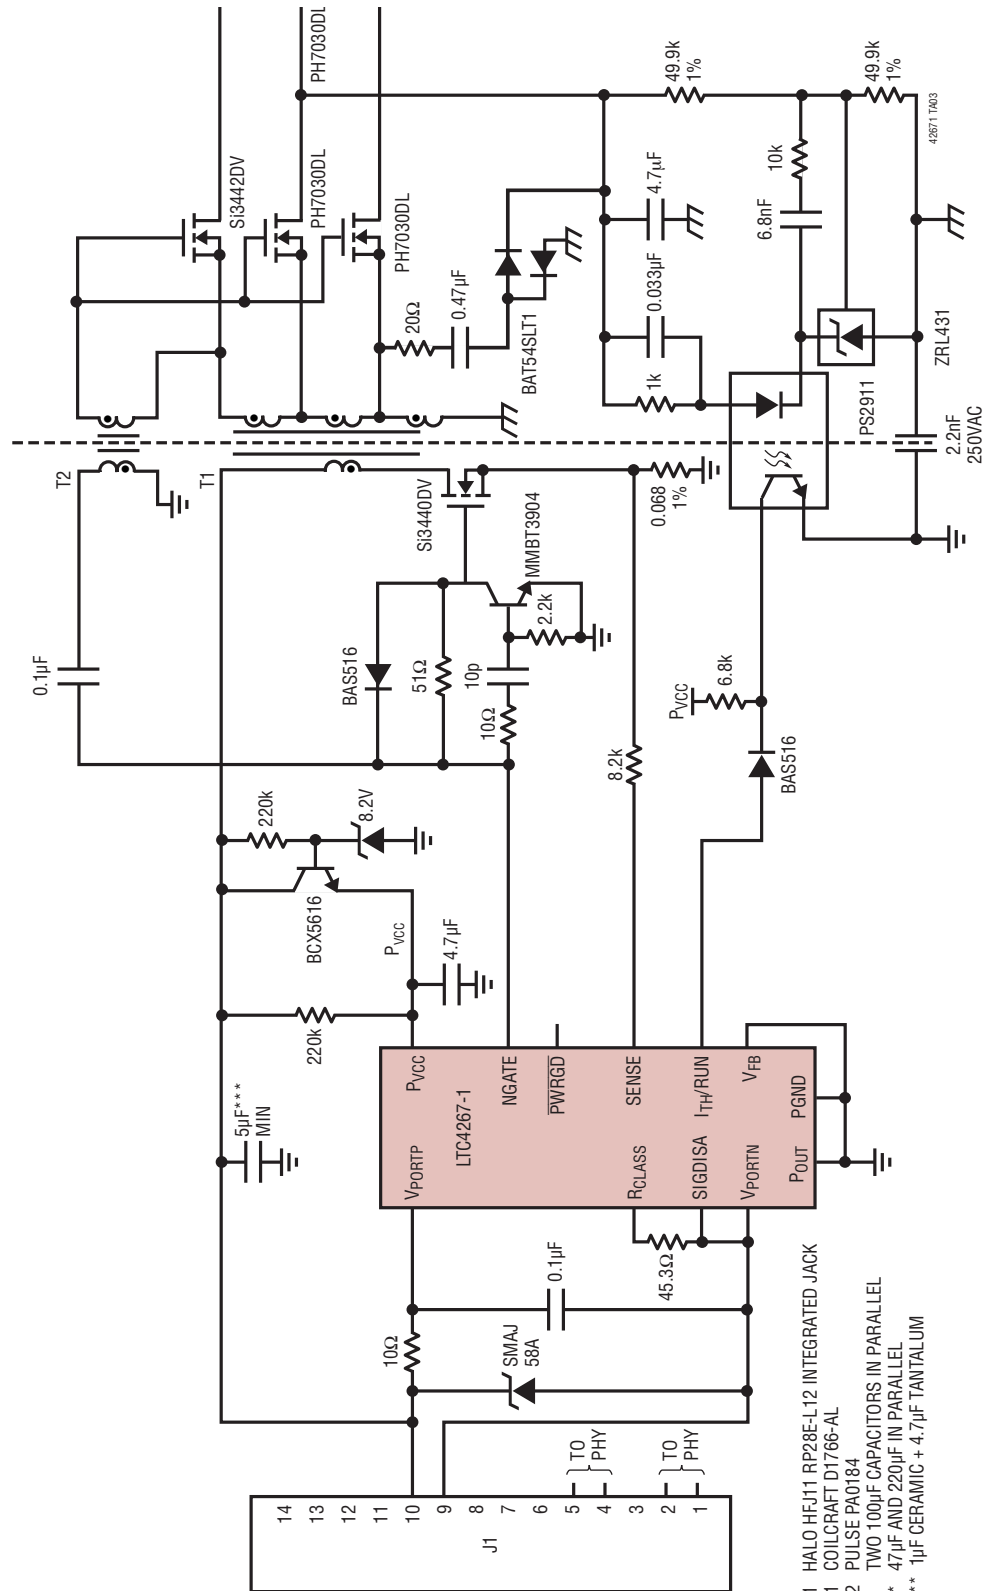 J1
14
13
12
11
10
9
8
7
6
5
4
3
2
1
TO
PHY
TO
PHY
10Ω
SMAJ
58A
0.1µF
45.3Ω
5µF***
MIN
LTC4267-1
VPORTP
PVCC
NGATE
PWRGD
SENSE
ITH/RUN
VFB
RCLASS
SIGDISA
VPORTN
POUT
PGND
220k
PVCC
4.7µF
BCX5616
220k
8.2V
0.1µF
T2
T1
BAS516
51Ω
10Ω
10p
2.2k
MMBT3904
Si3440DV
8.2k
0.068
1%
PVCC
6.8k
BAS516
PS2911
2.2nF
250VAC
ZRL431
Si3442DV
PH7030DL
PH7030DL
PH7030DL
20Ω
0.47µF
BAT54SLT1
1k
0.033µF
4.7µF
6.8nF
10k
49.9k
1%
49.9k
1%
42671 TA03
HALO HFJ11 RP28E-L12 INTEGRATED JACK
COILCRAFT D1766-AL
PULSE PA0184
TWO 100µF CAPACITORS IN PARALLEL
47µF AND 220µF IN PARALLEL
1µF CERAMIC + 4.7µF TANTALUM